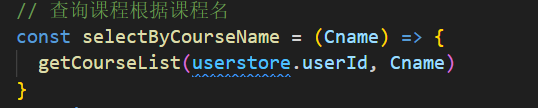 // 查询课程根据课程名
const selectByCourseName = (Cname) => {
  getCourseList(userstore.userId, Cname)
}